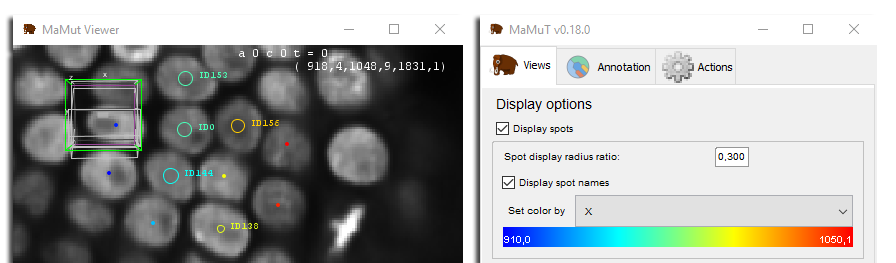 MaMut Viewer
a 0 c 0 t = 0
( 918,4,1048,9,1831,1)
x
ID153
ID0
ID156
ID144
ID138
MaMuT v0.18.0
Views
Annotation
Actions
Display options
Display spots
Spot display radius ratio:
0,300
Display spot names
Set color by
X
910,0
1050,1